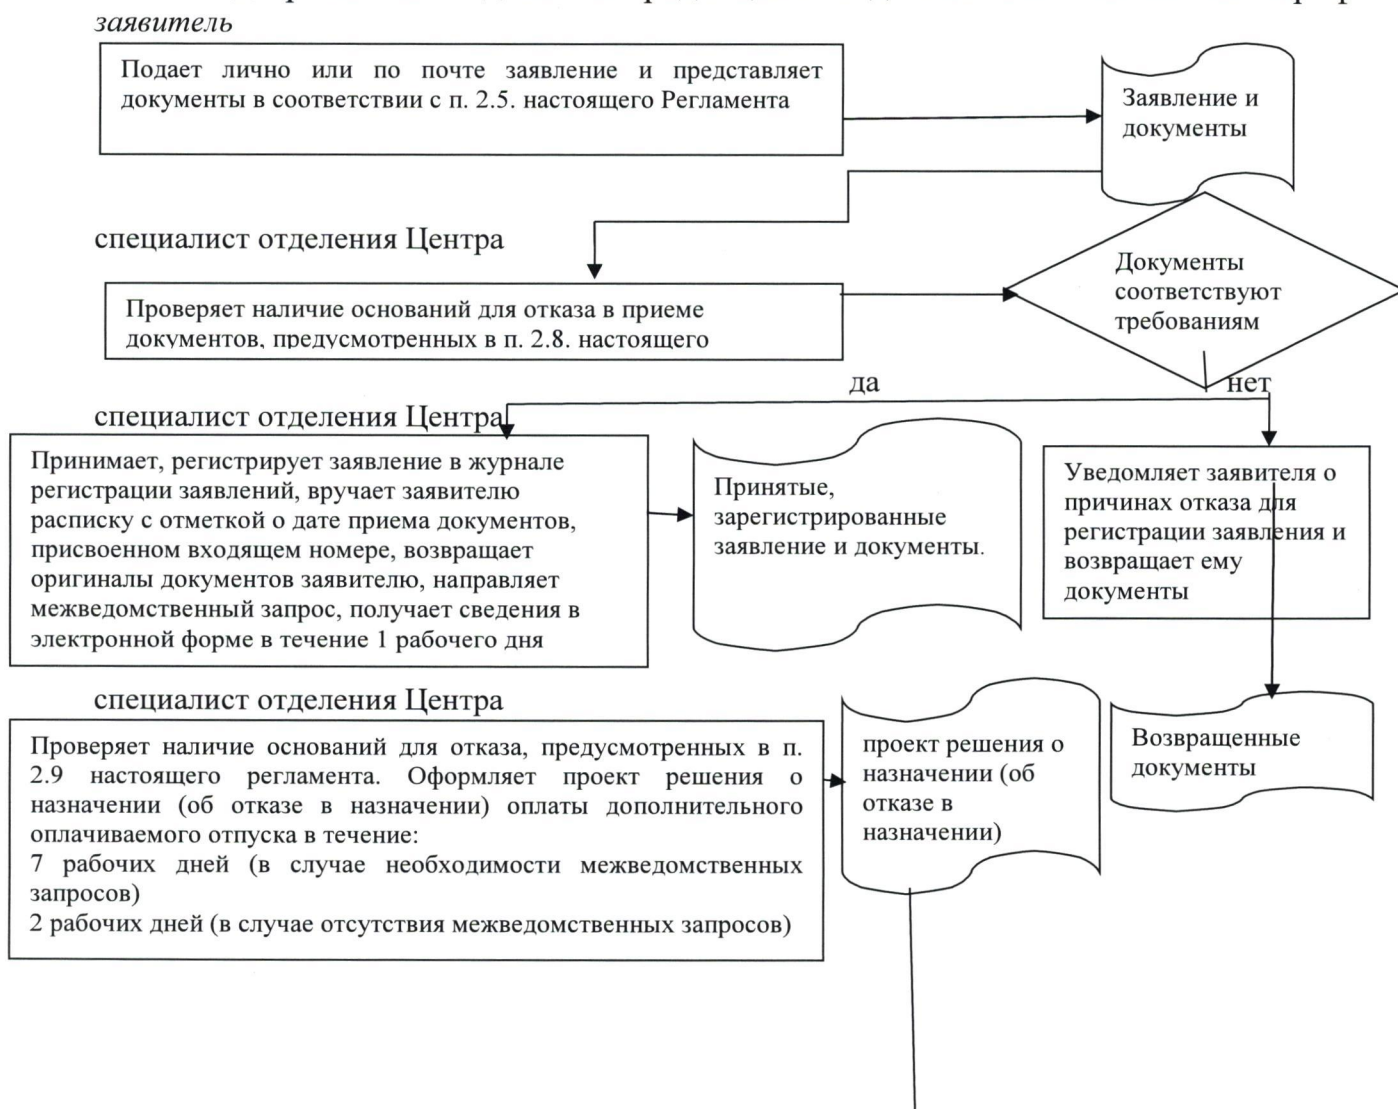 заявитель
Подает лично или по почте заявление и представляет
документы в соответствии с п. 2.5. настоящего Регламента
Заявление и
документы
специалист отделения Центра
Проверяет наличие оснований для отказа в приеме
документов, предусмотренных в п. 2.8. настоящего
Документы
соответствуют
требованиям
да
нет
специалист отделения Центра
Принимает, регистрирует заявление в журнале
регистрации заявлений, вручает заявителю
расписку с отметкой о дате приема документов,
присвоенном входящем номере, возвращает
оригиналы документов заявителю, направляет
межведомственный запрос, получает сведения в
электронной форме в течение 1 рабочего дня
Принятые,
зарегистрированные
заявление и документы.
Уведомляет заявителя о
причинах отказа для
регистрации заявления и
возвращает ему
документы
специалист отделения Центра
Проверяет наличие оснований для отказа, предусмотренных в п.
2.9 настоящего регламента. Оформляет проект решения о
назначении (об отказе в назначении) оплаты дополнительного
оплачиваемого отпуска в течение:
7 рабочих дней (в случае необходимости межведомственных
запросов)
2 рабочих дней (в случае отсутствия межведомственных запросов)
проект решения о
назначении (об
отказе в
назначении)
Возвращенные
документы